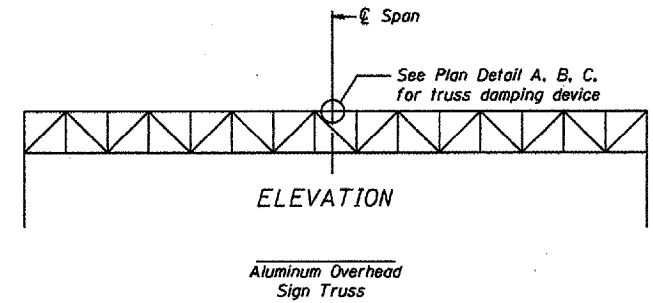 ℄ Span
See Plan Detail A, B, C,
for truss damping device
ELEVATION
Aluminum Overhead
Sign Truss